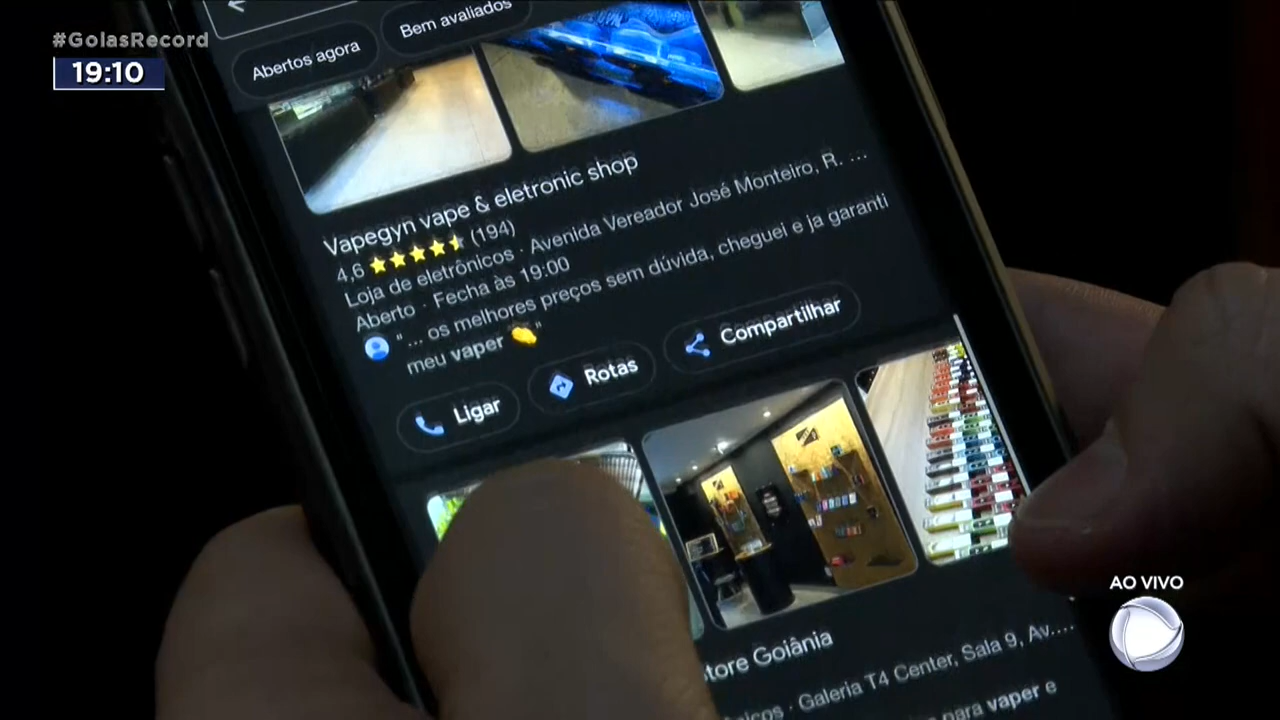 #GoiásRecord
19:10
Abertos agora
Bem avaliados
Vapegyn vape & eletronic shop
4,6 (194)
Loja de eletrônicos · Avenida Vereador José Monteiro, R. ...
Aberto · Fecha às 19:00
"... os melhores preços sem dúvida, cheguei e ja garanti
meu vaper 👏"
Ligar
Rotas
Compartilhar
Goiânia
· Galeria T4 Center, Sala 9, Av....
para vaper e
AO VIVO